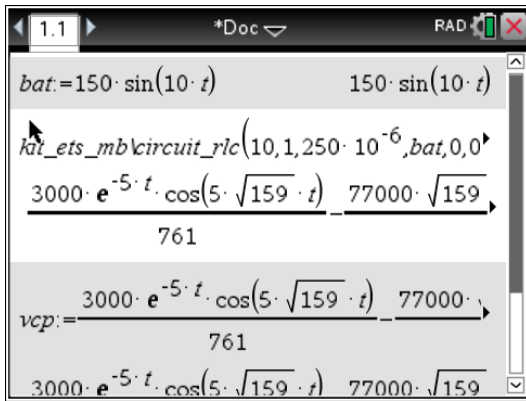 1.1 *Doc RAD
bat:=150· sin(10· t) 150· sin(10· t)
kit_ets_mb\circuit_rlc(10,1,250· 10^-6,bat,0,0
3000· e^-5· t· cos(5· √159 · t) 77000· √159
761
vcp:= 3000· e^-5· t· cos(5· √159 · t) 77000·
761
3000· e^-5· t· cos(5· √159 · t) 77000· √159